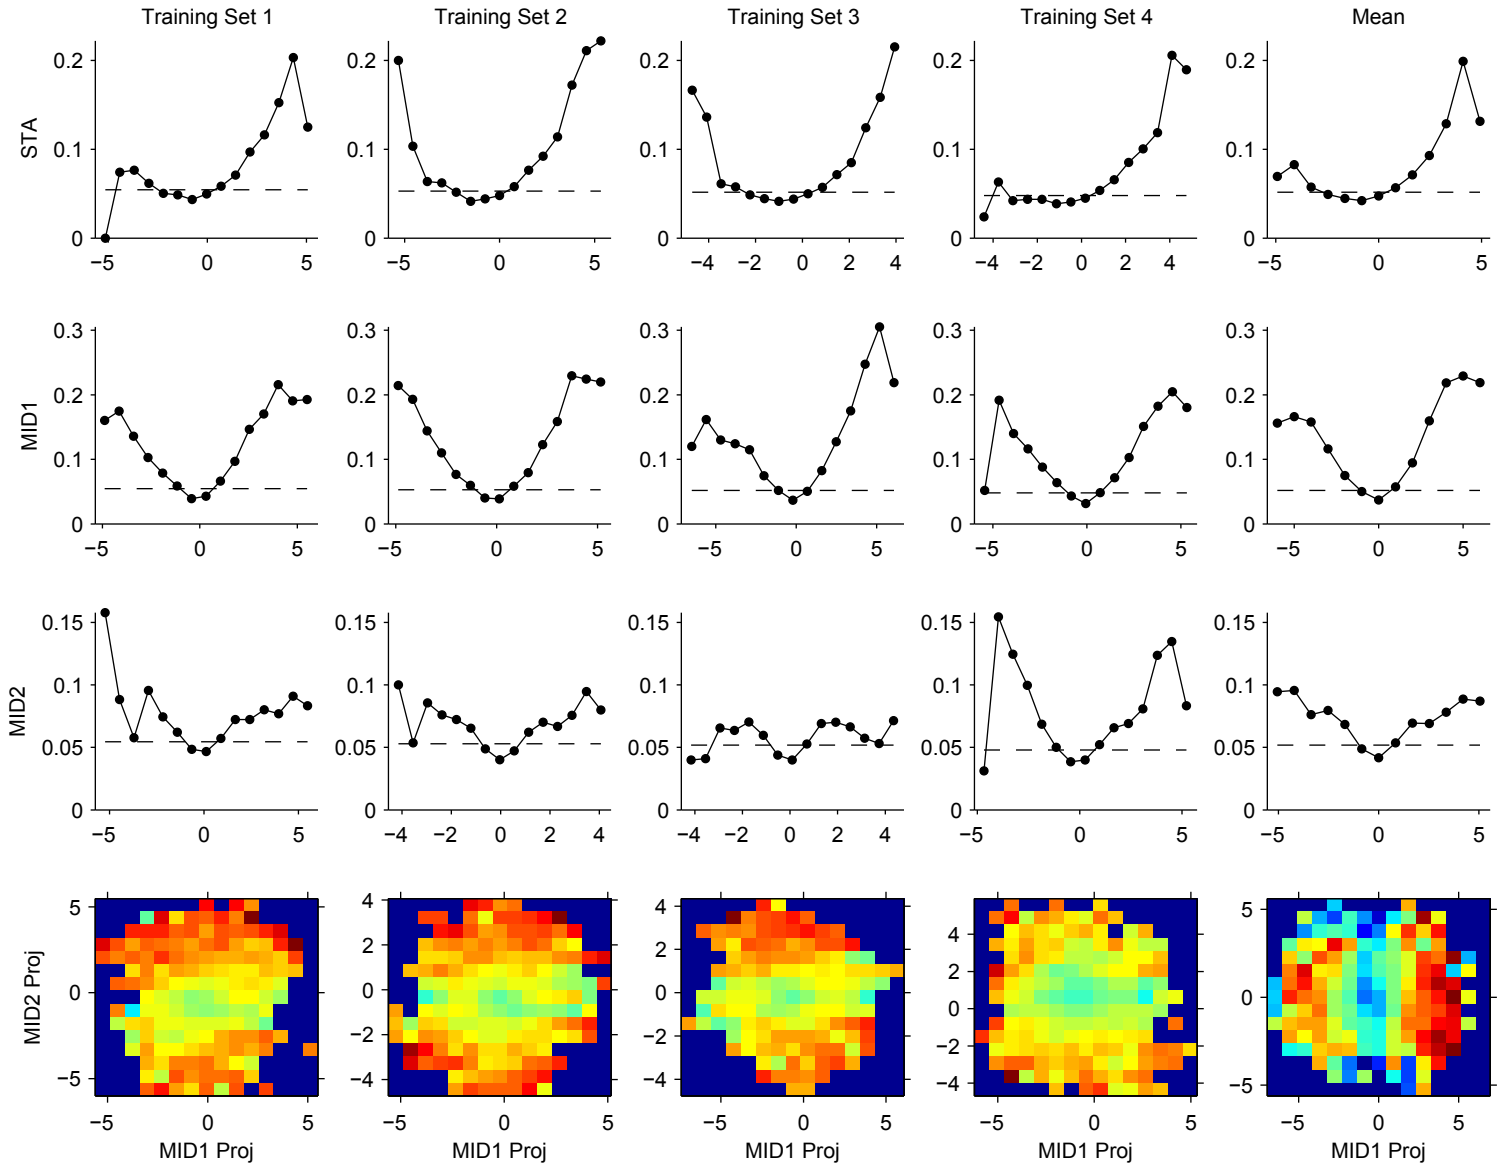 Training Set 1 Training Set 2 Training Set 3 Training Set 4 Mean
STA
0.2 0.2 0.2 0.2 0.2
0.1 0.1 0.1 0.1 0.1
0 0 0 0 0
−5 0 5 −5 0 5 −4 −2 0 2 4 −4 −2 0 2 4 −5 0 5
MID1
0.3 0.3 0.3 0.3 0.3
0.2 0.2 0.2 0.2 0.2
0.1 0.1 0.1 0.1 0.1
0 0 0 0 0
−5 0 5 −5 0 5 −5 0 5 −5 0 5 −5 0 5
MID2
0.15 0.15 0.15 0.15 0.15
0.1 0.1 0.1 0.1 0.1
0.05 0.05 0.05 0.05 0.05
0 0 0 0 0
−5 0 5 −4 −2 0 2 4 −4 −2 0 2 4 −5 0 5 −5 0 5
MID2 Proj
5 4 4 4 5
2 2 2
0 0 0 0 0
−2 −2 −2
−5 −4 −4 −4 −5
−5 0 5 −5 0 5 −5 0 5 −5 0 5 −5 0 5
MID1 Proj MID1 Proj MID1 Proj MID1 Proj MID1 Proj